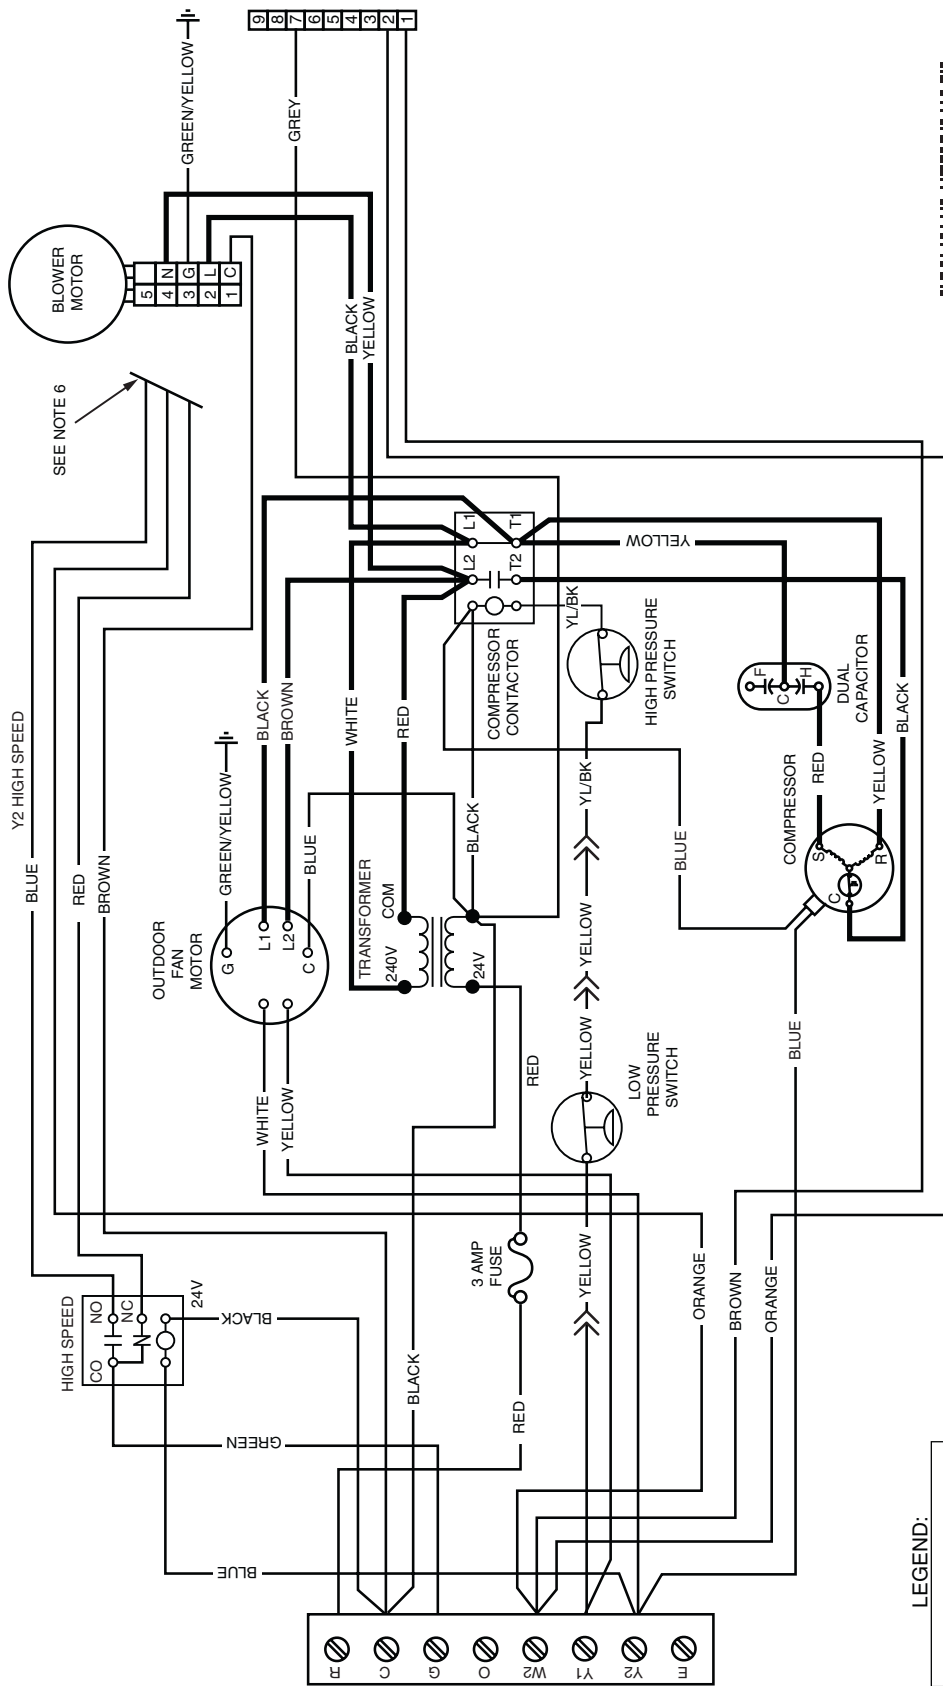 9
8
7
6
5
4
3
2
1
GREEN/YELLOW
GREY
BLOWER
MOTOR
5
4 N
3 G
2 L
1 C
BLACK
YELLOW
SEE NOTE 6
Y2 HIGH SPEED
BLUE
RED
BROWN
BLACK
BROWN
WHITE
RED
GREEN/YELLOW
BLUE
OUTDOOR
FAN
MOTOR
G
L1
L2
C
WHITE
YELLOW
TRANSFORMER
240V
COM
24V
BLACK
L1
L2
T1
T2
COMPRESSOR
CONTACTOR
YL/BK
HIGH PRESSURE
SWITCH
YL/BK
YELLOW
YELLOW
LOW
PRESSURE
SWITCH
YELLOW
YELLOW
F
C
H
DUAL
CAPACITOR
BLACK
RED
YELLOW
COMPRESSOR
S
R
C
BLUE
BLUE
RED
3 AMP
FUSE
RED
HIGH SPEED
CO
NO
NC
24V
BLACK
BLACK
GREEN
BLUE
ORANGE
BROWN
ORANGE
R
C
G
O
W2
Y1
Y2
E
LEGEND: